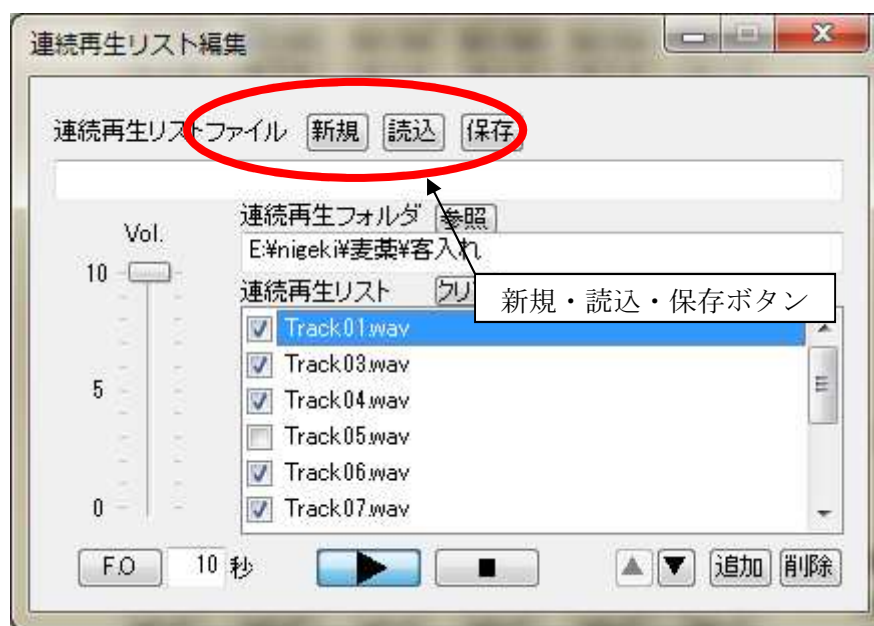 連続再生リスト編集
連続再生リストファイル 新規 読込 保存
連続再生フォルダ 参照
Vol.
E:¥nigeki¥麦藁¥客入れ
10
連続再生リスト クリ
新規・読込・保存ボタン
Track01.wav
Track03.wav
5
Track04.wav
Track05.wav
Track06.wav
0
Track07.wav
F.O 10 秒 ▶ ■ ▲ ▼ 追加 削除